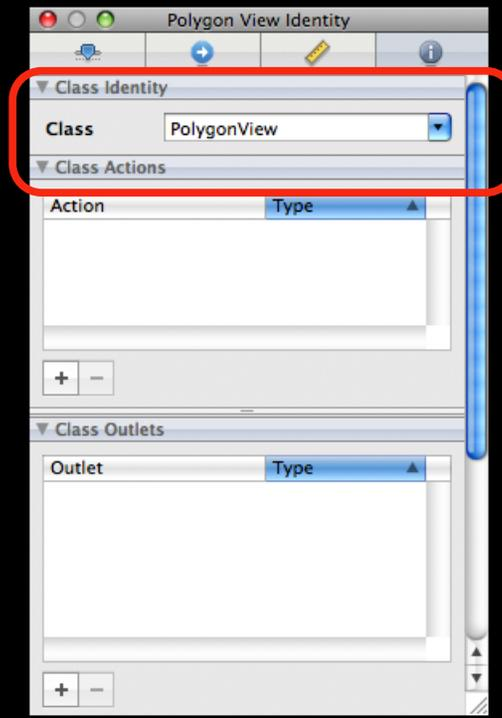 Polygon View Identity
Class Identity
Class PolygonView
Class Actions
Action Type
Class Outlets
Outlet Type